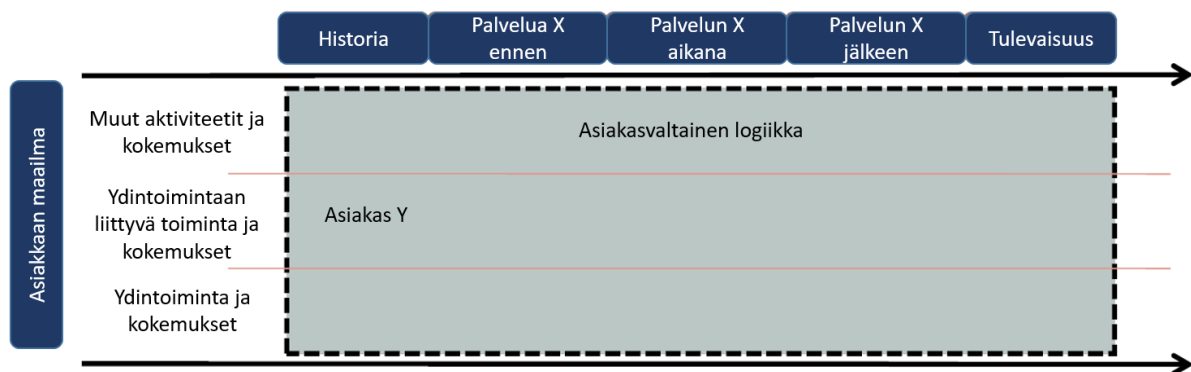 Historia
Palvelua X
ennen
Palvelun X
aikana
Palvelun X
jälkeen
Tulevaisuus
Asiakkaan maailma
Muut aktiviteetit ja
kokemukset
Asiakasvaltainen logiikka
Ydintoimintaan
liittyvä toiminta ja
kokemukset
Asiakas Y
Ydintoiminta ja
kokemukset